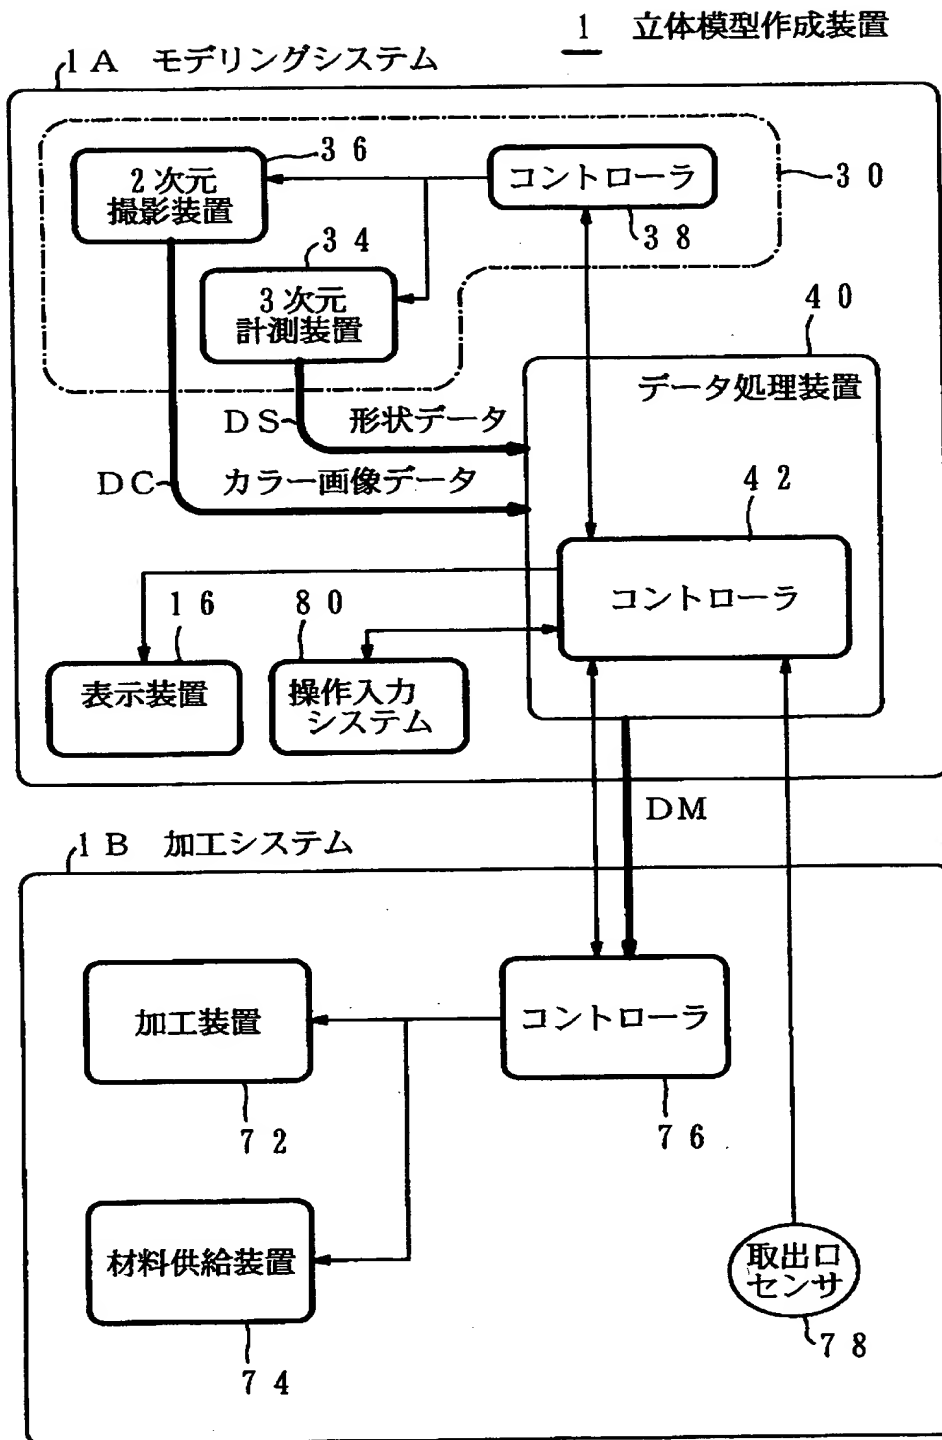 1 立体模型作成装置
1A モデリングシステム
36
2次元
撮影装置
コントローラ
30
38
34
3次元
計測装置
40
データ処理装置
DS 形状データ
DC カラー画像データ
42
コントローラ
16
80
表示装置
操作入力
システム
DM
1B 加工システム
加工装置
コントローラ
72
76
材料供給装置
取出口
センサ
74
78